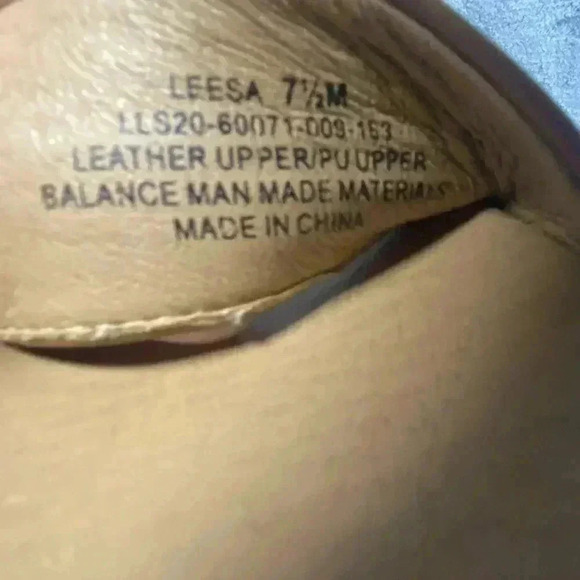 LEESA 7½M
LLS20-60071-009-153
LEATHER UPPER/PU UPPER
BALANCE MAN MADE MATERIALS
MADE IN CHINA